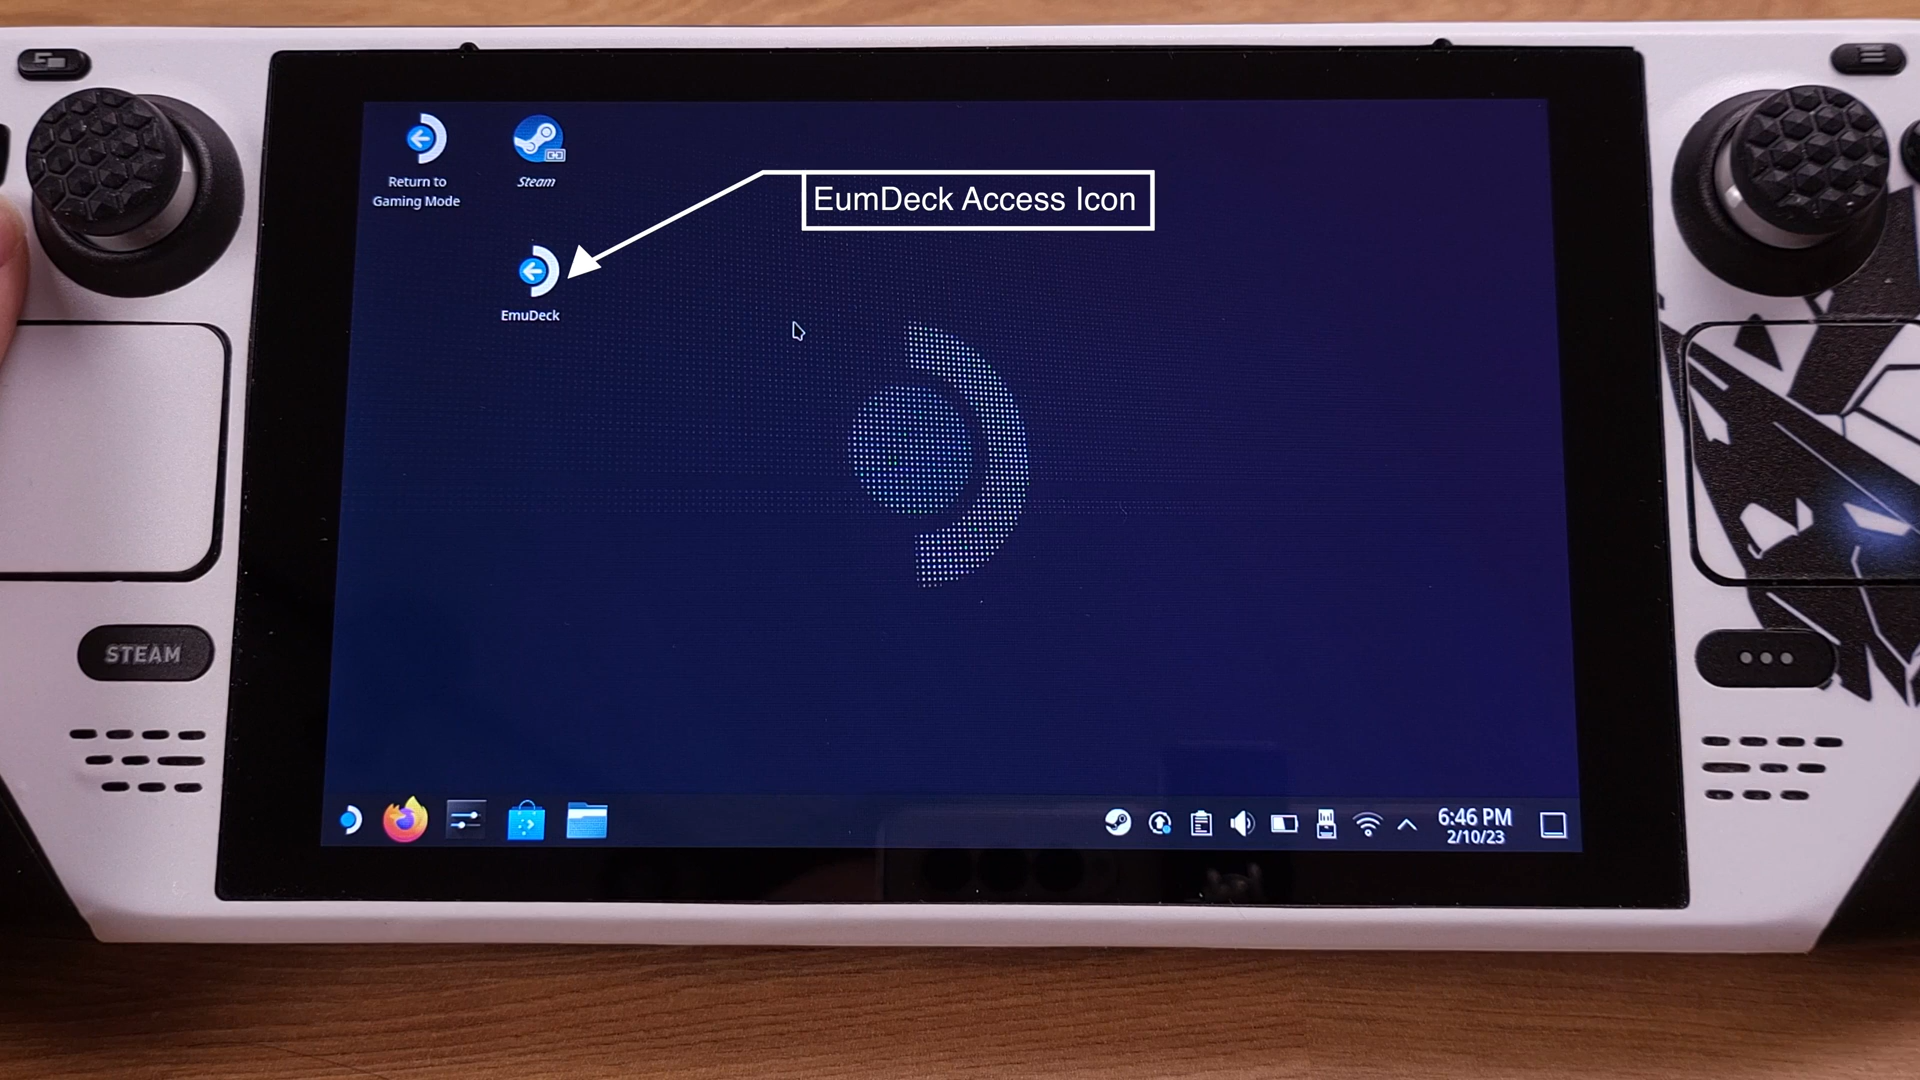 Return to
Gaming Mode
Steam
EumDeck Access Icon
EmuDeck
STEAM
6:46 PM
2/10/23